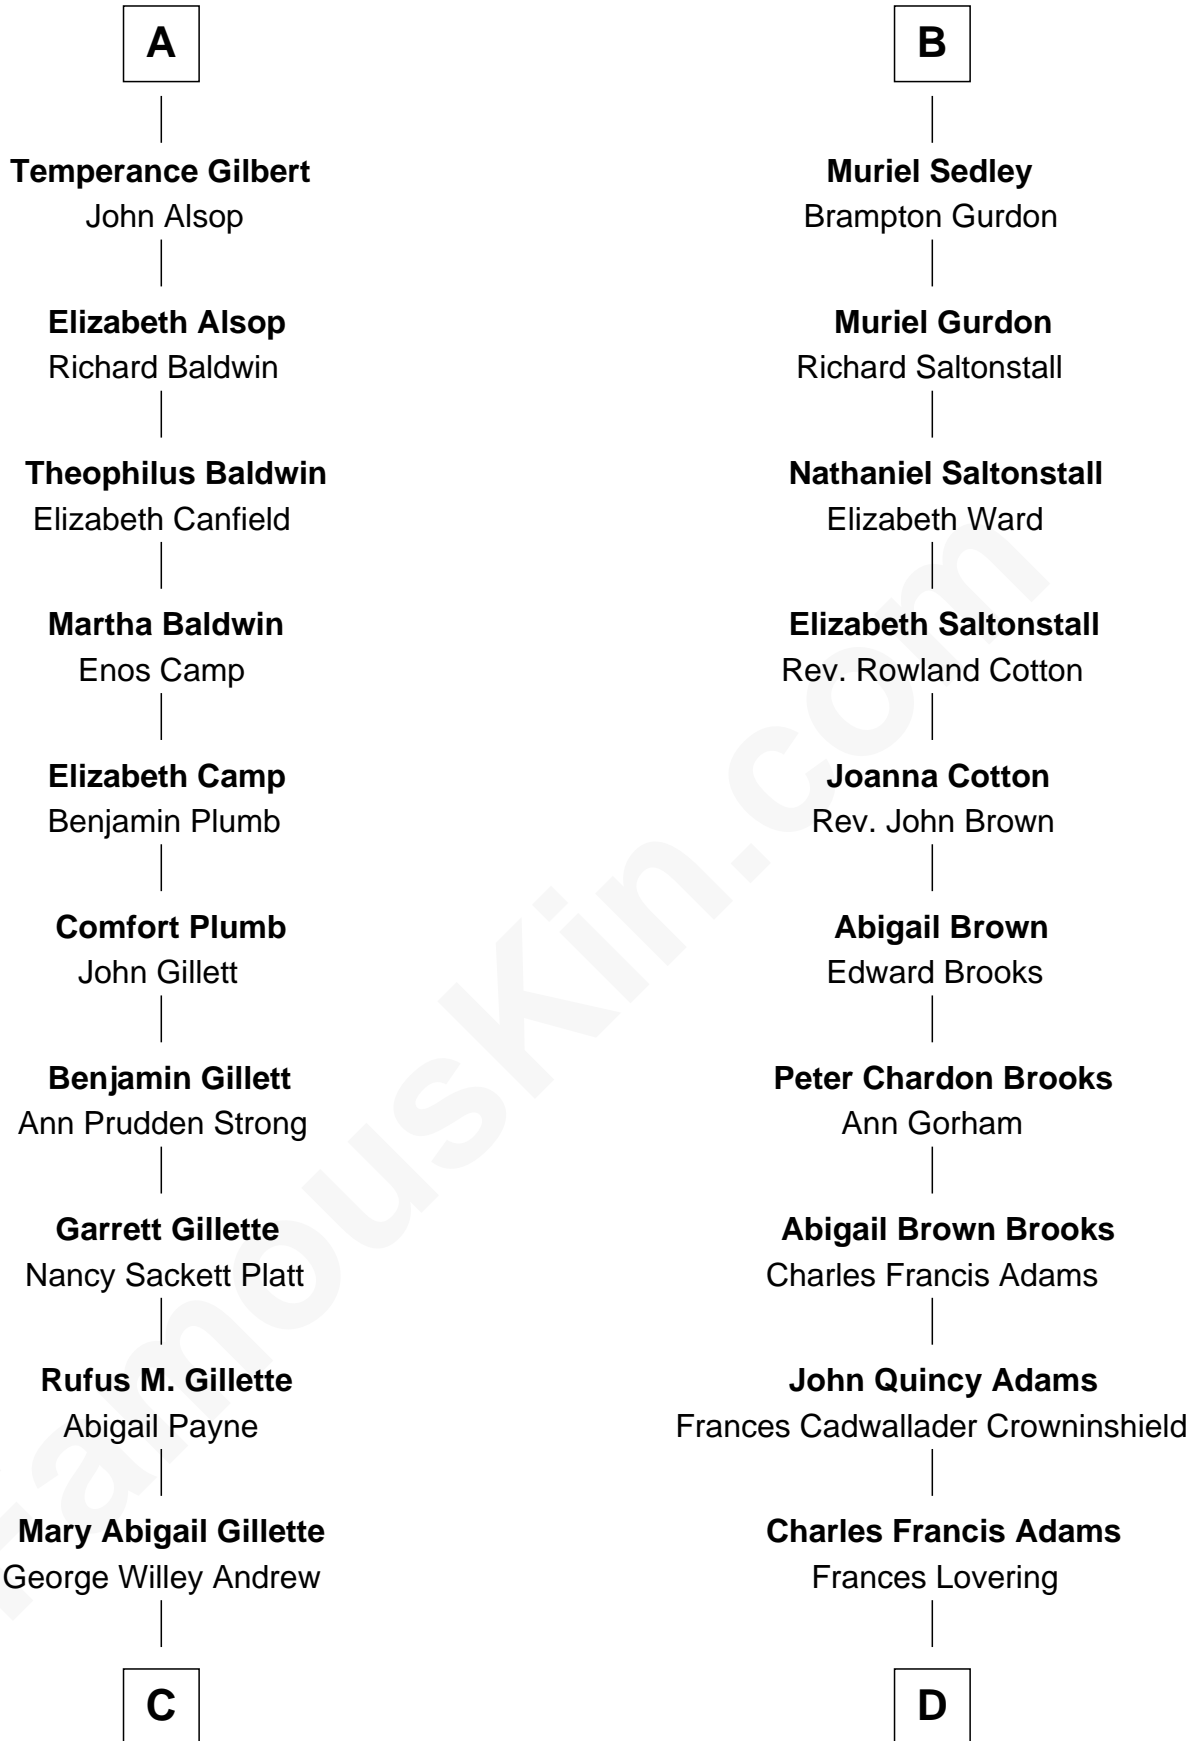 A
Temperance Gilbert
John Alsop
Elizabeth Alsop
Richard Baldwin
Theophilus Baldwin
Elizabeth Canfield
Martha Baldwin
Enos Camp
Elizabeth Camp
Benjamin Plumb
Comfort Plumb
John Gillett
Benjamin Gillett
Ann Prudden Strong
Garrett Gillette
Nancy Sackett Platt
Rufus M. Gillette
Abigail Payne
Mary Abigail Gillette
George Willey Andrew
C
B
Muriel Sedley
Brampton Gurdon
Muriel Gurdon
Richard Saltonstall
Nathaniel Saltonstall
Elizabeth Ward
Elizabeth Saltonstall
Rev. Rowland Cotton
Joanna Cotton
Rev. John Brown
Abigail Brown
Edward Brooks
Peter Chardon Brooks
Ann Gorham
Abigail Brown Brooks
Charles Francis Adams
John Quincy Adams
Frances Cadwallader Crowninshield
Charles Francis Adams
Frances Lovering
D
FamousKin.com